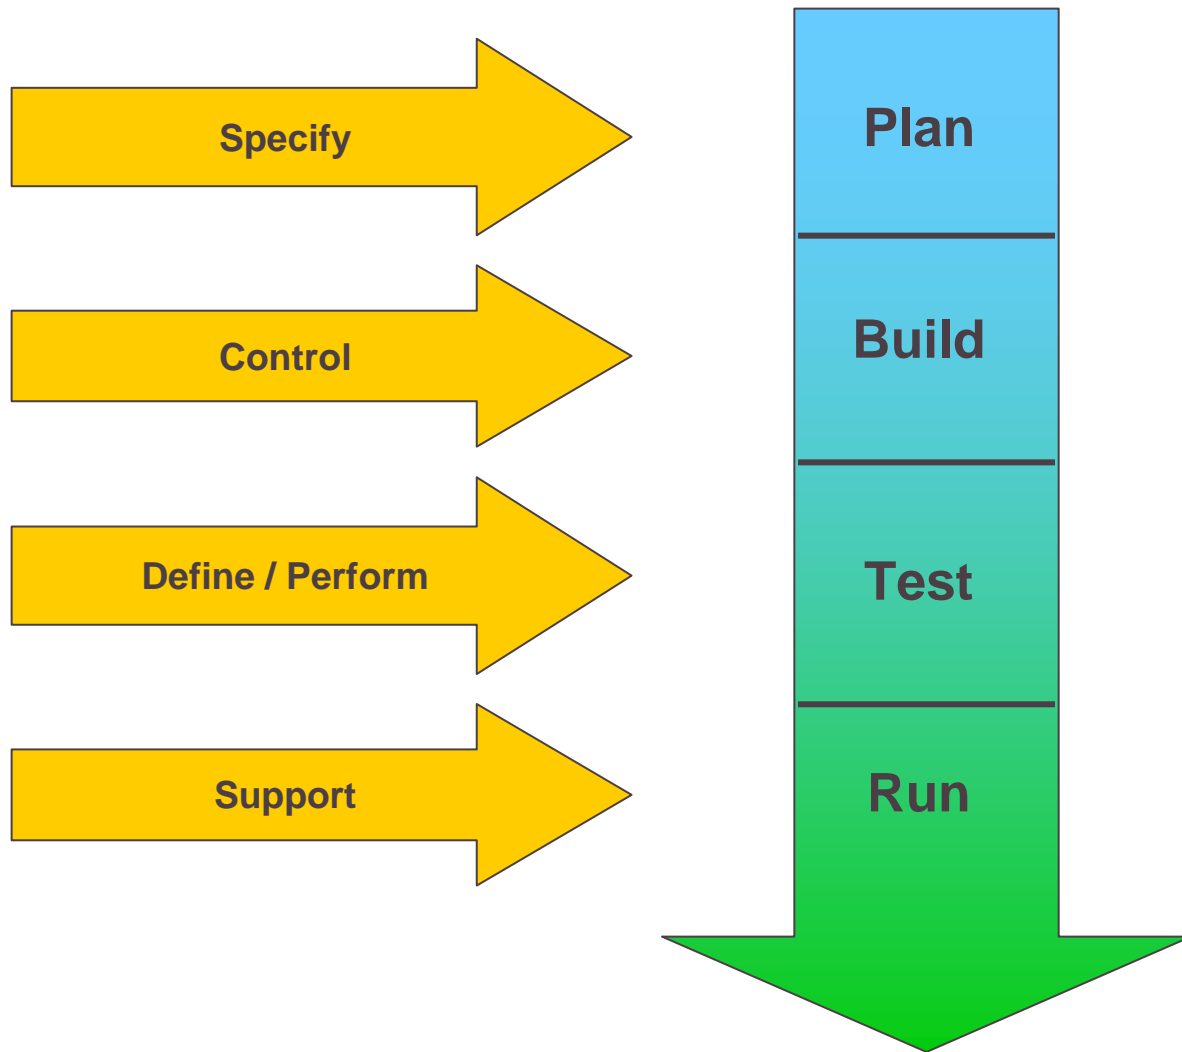 Specify
Plan
Control
Build
Define / Perform
Test
Support
Run